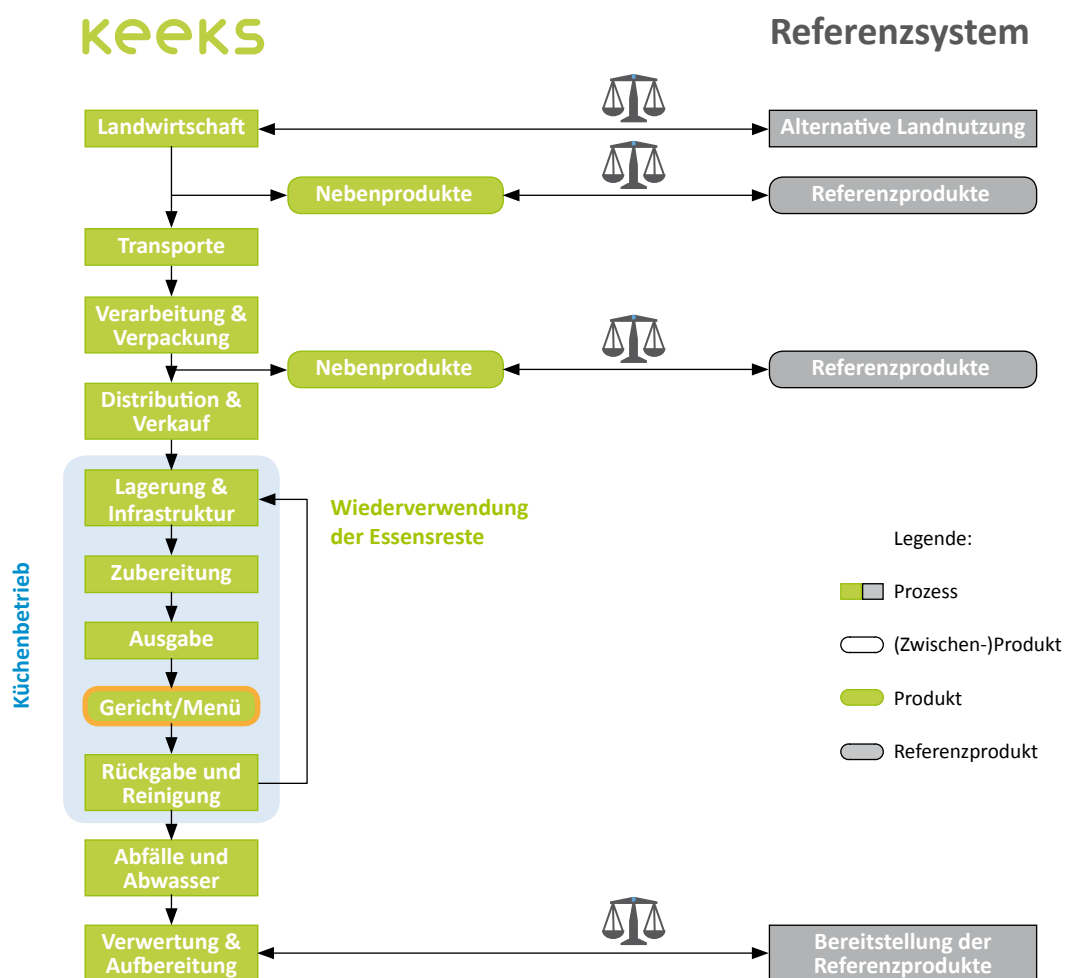 keeks
Referenzsystem
Landwirtschaft
Alternative Landnutzung
Nebenprodukte
Referenzprodukte
Transporte
Verarbeitung &
Verpackung
Nebenprodukte
Referenzprodukte
Distribution &
Verkauf
Küchenbetrieb
Lagerung &
Infrastruktur
Wiederverwendung
der Essensreste
Zubereitung
Ausgabe
Gericht/Menü
Rückgabe und
Reinigung
Legende:
Prozess
(Zwischen-)Produkt
Produkt
Referenzprodukt
Abfälle und
Abwasser
Verwertung &
Aufbereitung
Bereitstellung der
Referenzprodukte